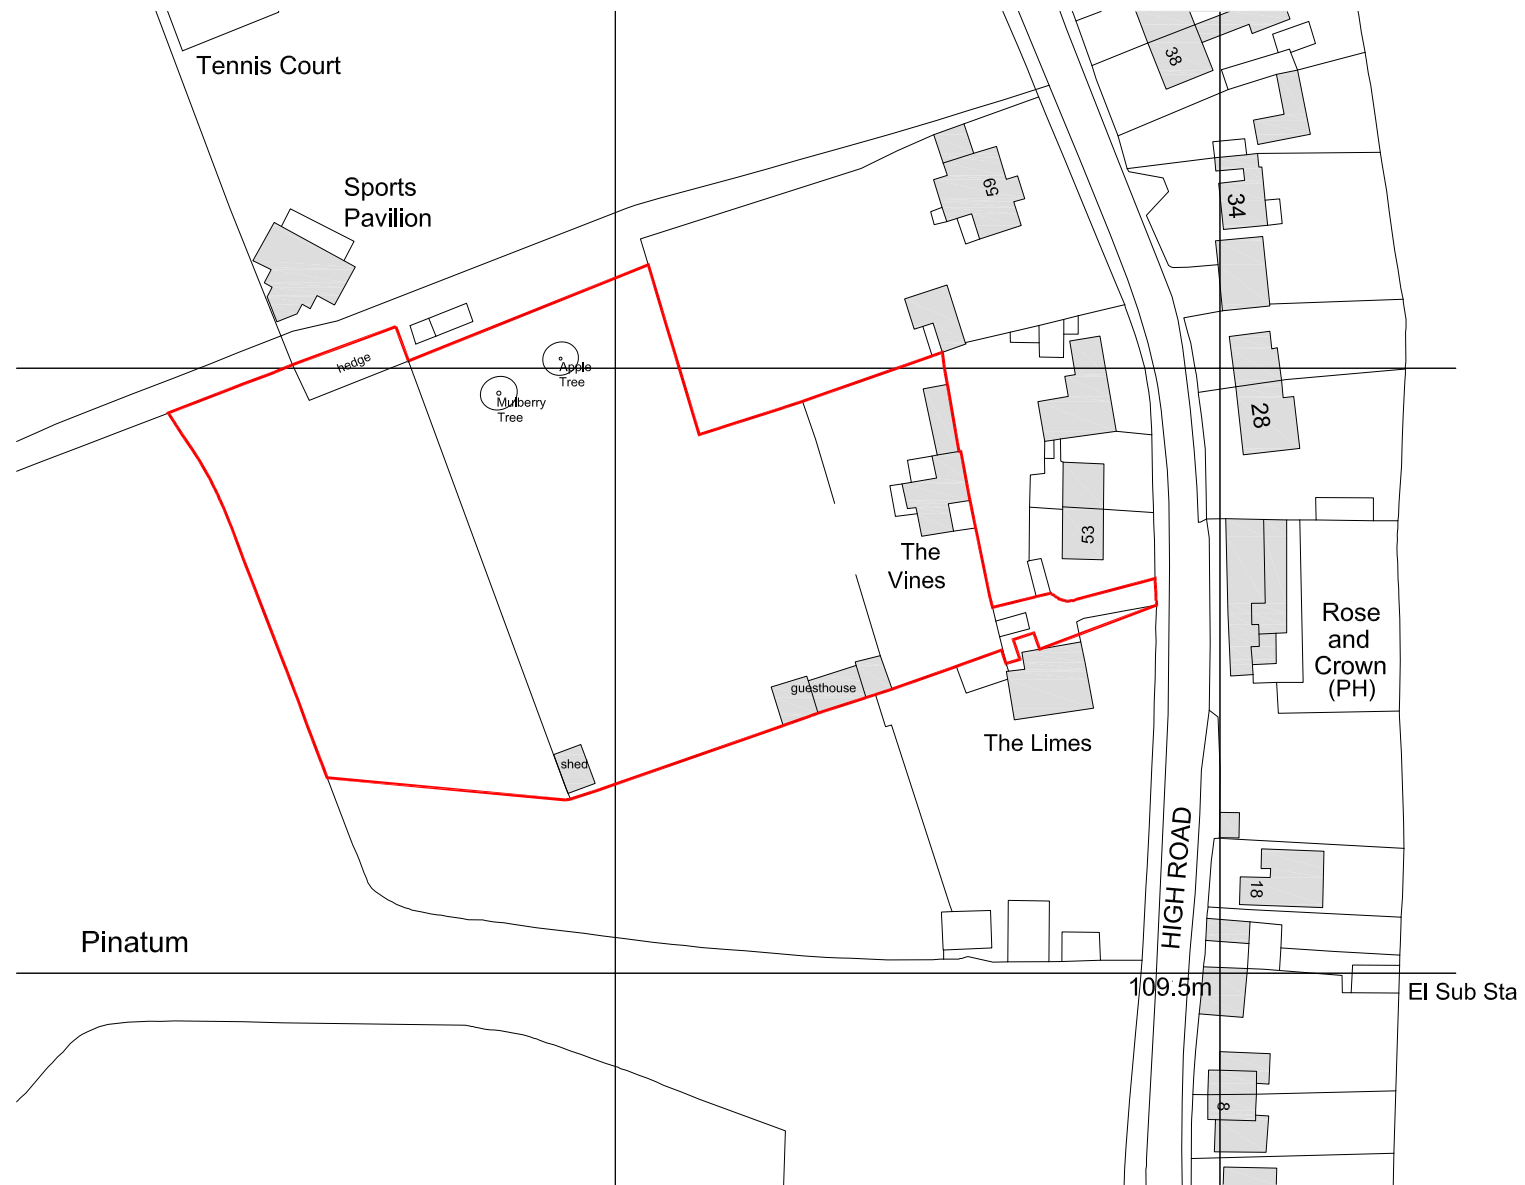 Tennis Court
38
Sports
Pavilion
59
34
hedge
Apple
Tree
Mulberry
Tree
28
53
The
Vines
Rose
and
Crown
(PH)
guesthouse
The Limes
shed
HIGH ROAD
18
Pinatum
109.5m
El Sub Sta
8